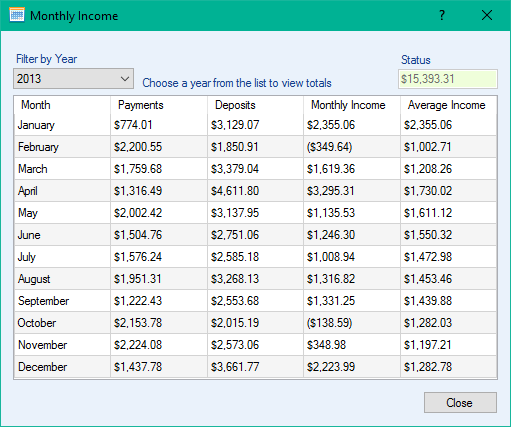 Monthly Income
?
Filter by Year
Status
2013
Choose a year from the list to view totals
$15,393.31
Month Payments Deposits Monthly Income Average Income
January $774.01 $3,129.07 $2,355.06 $2,355.06
February $2,200.55 $1,850.91 ($349.64) $1,002.71
March $1,759.68 $3,379.04 $1,619.36 $1,208.26
April $1,316.49 $4,611.80 $3,295.31 $1,730.02
May $2,002.42 $3,137.95 $1,135.53 $1,611.12
June $1,504.76 $2,751.06 $1,246.30 $1,550.32
July $1,576.24 $2,585.18 $1,008.94 $1,472.98
August $1,951.31 $3,268.13 $1,316.82 $1,453.46
September $1,222.43 $2,553.68 $1,331.25 $1,439.88
October $2,153.78 $2,015.19 ($138.59) $1,282.03
November $2,224.08 $2,573.06 $348.98 $1,197.21
December $1,437.78 $3,661.77 $2,223.99 $1,282.78
Close